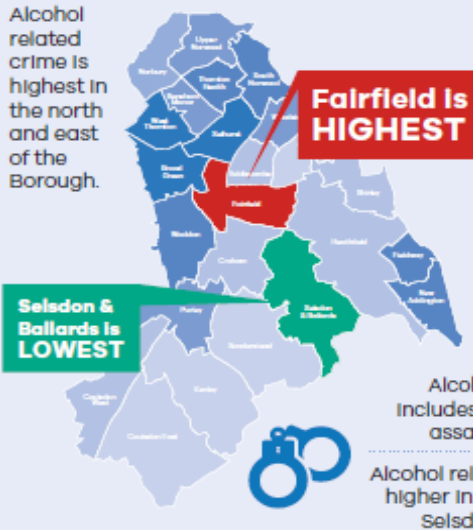 Alcohol
related
crime is
highest in
the north
and east
of the
Borough.
Fairfield is
HIGHEST
Upper
Norwood
Norbury
South
Norwood
Thornton
Heath
West
Thornton
Selhurst
Broad
Green
Fairfield
Shirley
Heathfield
Waddon
Croham
Fieldway
New
Addington
Selsdon
& Ballards
Selsdon &
Ballards is
LOWEST
Purley
Sanderstead
Kenley
Coulsdon
West
Coulsdon East
Alcol
includes
assa
Alcohol rel
higher in
Selsd